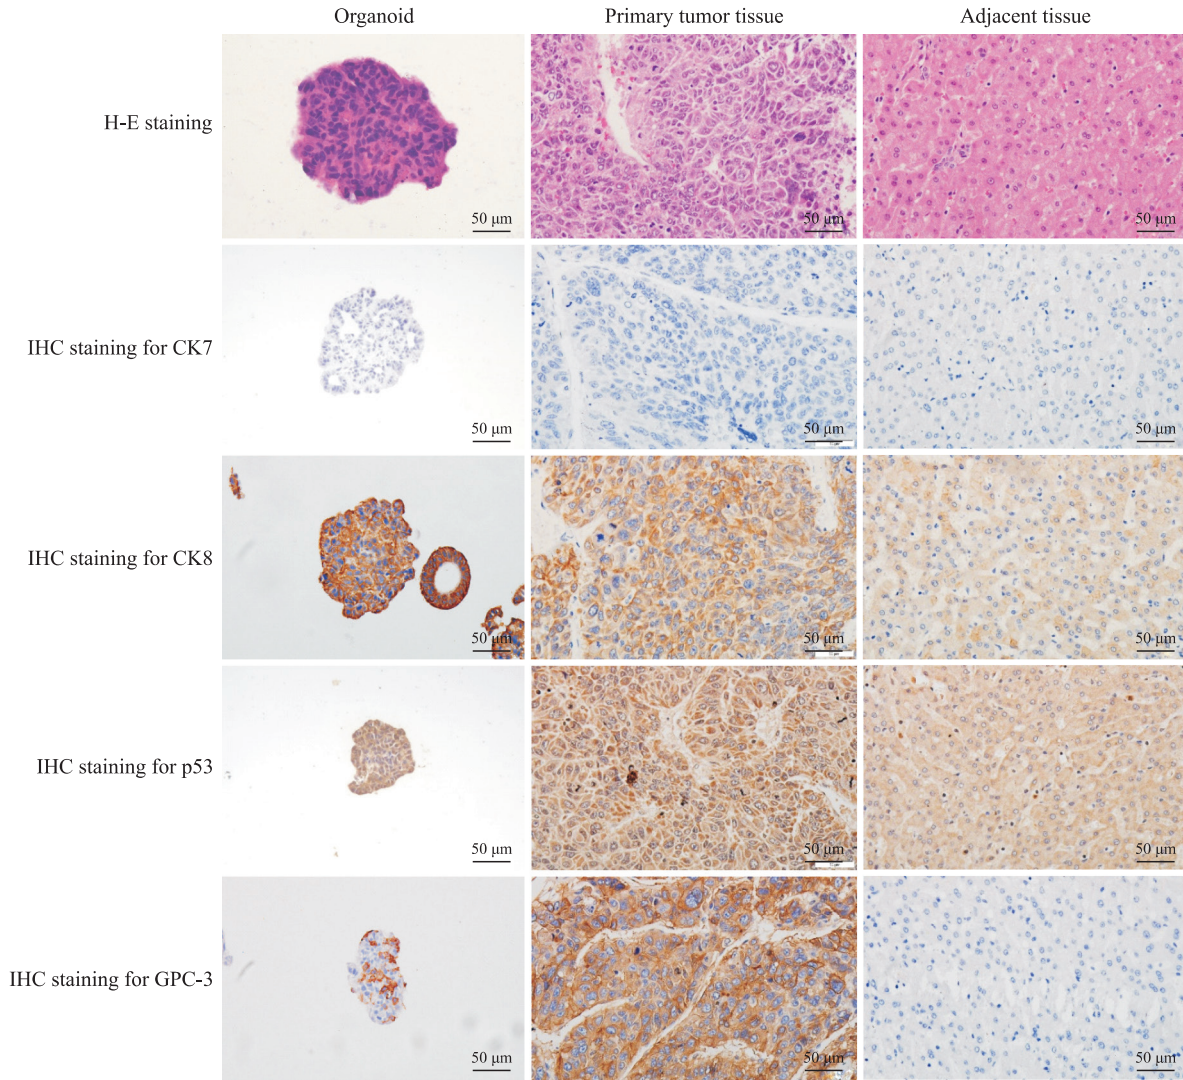 Organoid Primary tumor tissue Adjacent tissue
H-E staining
50 μm 50 μm 50 μm
IHC staining for CK7
50 μm 50 μm 50 μm
IHC staining for CK8
50 μm 50 μm 50 μm
IHC staining for p53
50 μm 50 μm 50 μm
IHC staining for GPC-3
50 μm 50 μm 50 μm